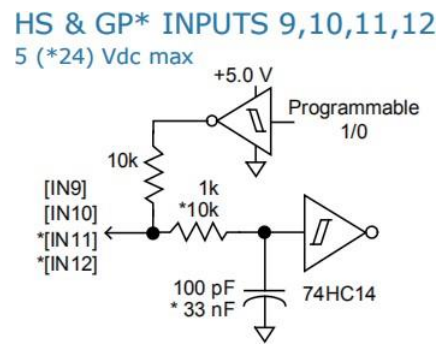 HS & GP* INPUTS 9,10,11,12
5 (*24) Vdc max
+5.0 V
Programmable
1/0
10k
[IN9]
[IN10]
*[IN11]
*[IN12]
1k
*10k
100 pF
* 33 nF
74HC14